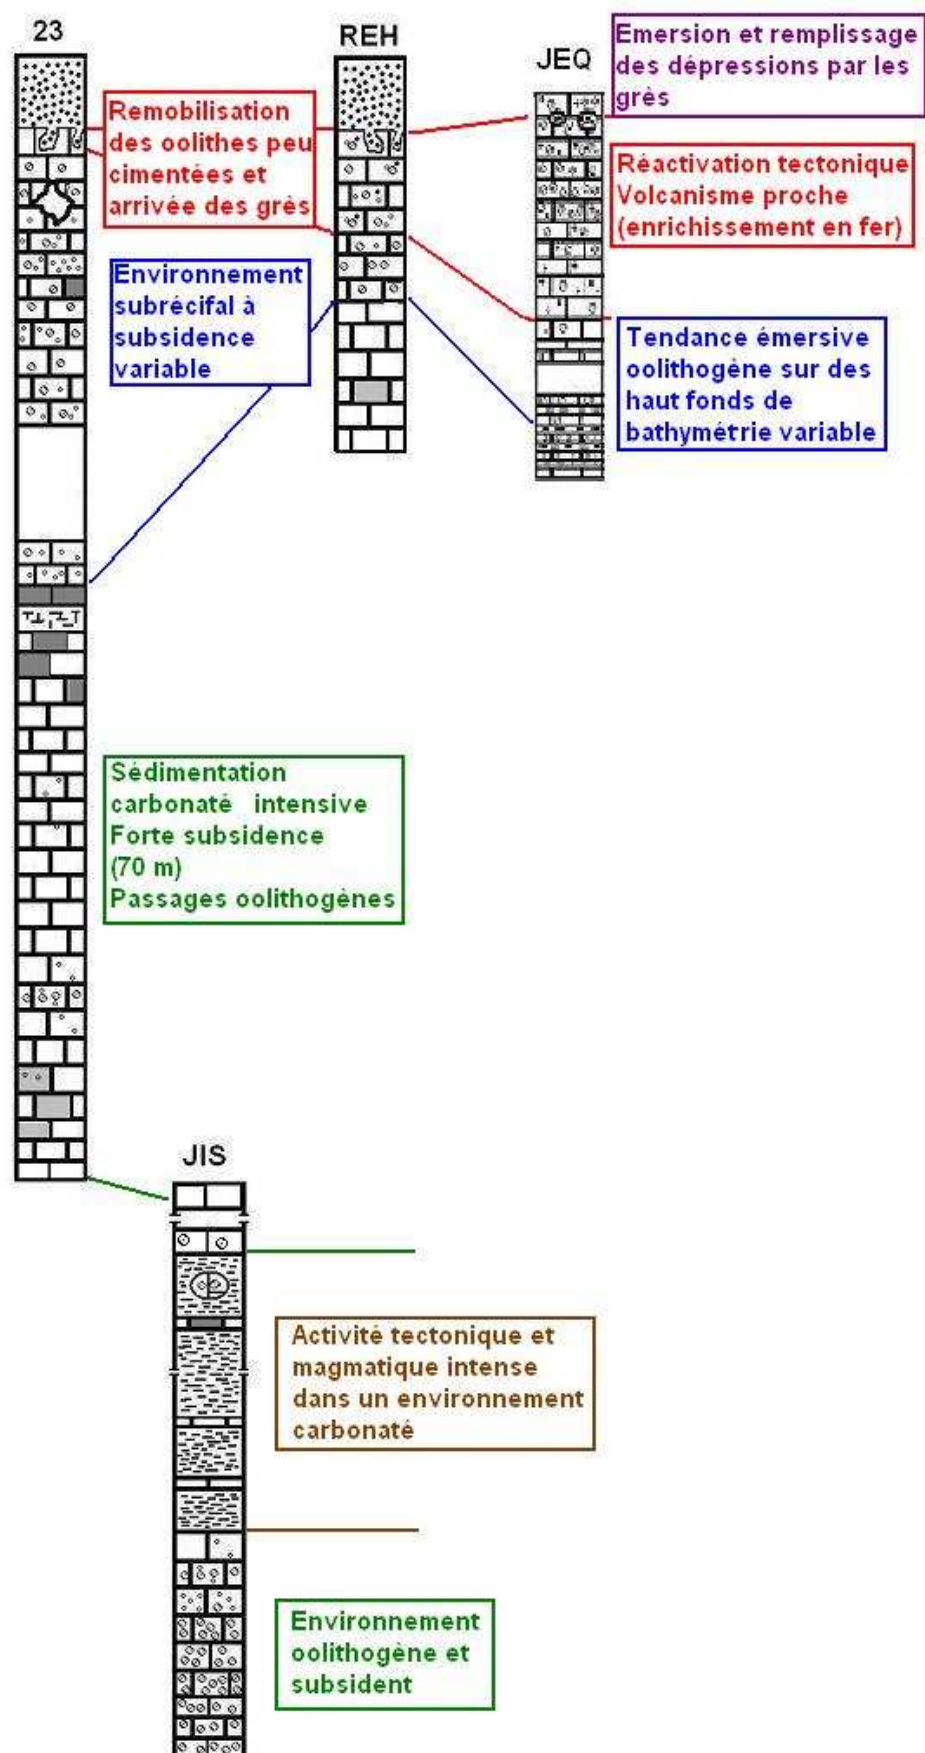 23
REH
JEQ
Emersion et remplissage
des dépressions par les
grès
Remobilisation
des oolithes peu
cimentées et
arrivée des grès
Réactivation tectonique
Volcanisme proche
(enrichissement en fer)
Environnement
subrécifal à
subsidence
variable
Tendance émersive
oolithogène sur des
haut fonds de
bathymétrie variable
Sédimentation
carbonaté intensive
Forte subsidence
(70 m)
Passages oolithogènes
JIS
Activité tectonique et
magmatique intense
dans un environnement
carbonaté
Environnement
oolithogène et
subsident